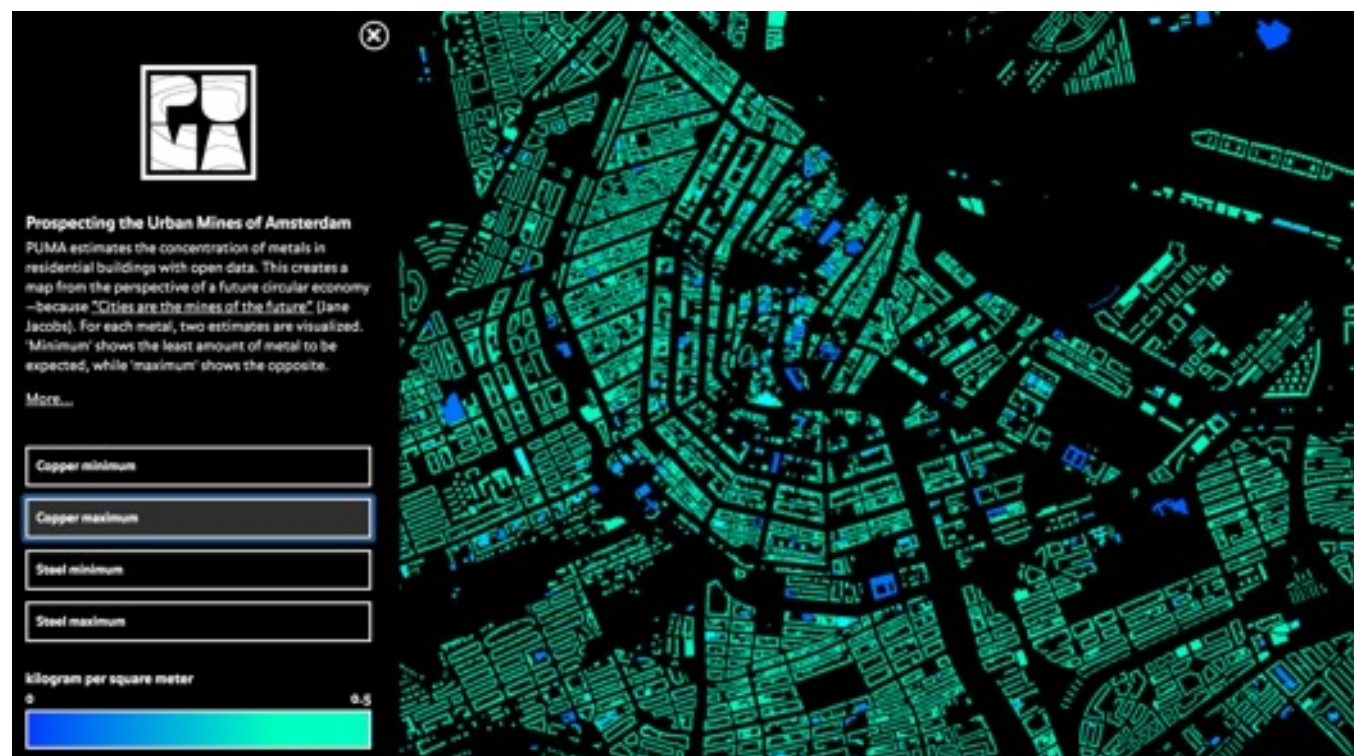 PUMA
Prospecting the Urban Mines of Amsterdam
PUMA estimates the concentration of metals in
residential buildings with open data. This creates a
map from the perspective of a future circular economy
—because "Cities are the mines of the future" (Jane
Jacobs). For each metal, two estimates are visualized.
'Minimum' shows the least amount of metal to be
expected, while 'maximum' shows the opposite.
More...
Copper minimum
Copper maximum
Steel minimum
Steel maximum
kilogram per square meter
0 0.5